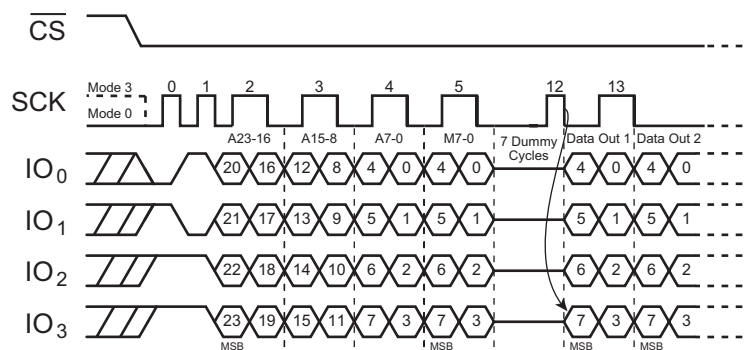 CS
SCK
Mode 3
Mode 0
0 1 2 3 4 5 12 13
A23-16 A15-8 A7-0 M7-0 7 Dummy Cycles Data Out 1 Data Out 2
IO0 20 16 12 8 4 0 4 0 4 0 4 0
IO1 21 17 13 9 5 1 5 1 5 1 5 1
IO2 22 18 14 10 6 2 6 2 6 2 6 2
IO3 23 19 15 11 7 3 7 3 7 3 7 3
MSB MSB MSB MSB